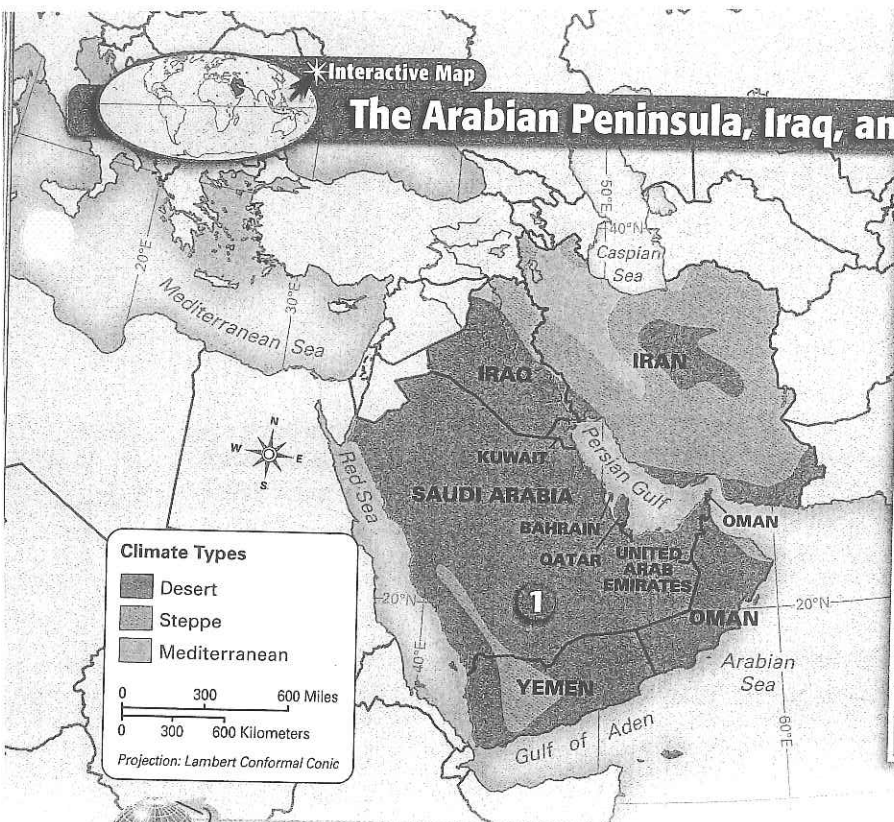 Interactive Map
The Arabian Peninsula, Iraq, an
50°E
40°N
Caspian
Sea
20°E
30°E
Mediterranean Sea
IRAN
IRAQ
N
W
E
S
Red Sea
KUWAIT
Persian Gulf
SAUDI ARABIA
BAHRAIN
OMAN
QATAR
UNITED
ARAB
EMIRATES
1
20°N
20°N
OMAN
40°E
Arabian
Sea
YEMEN
Gulf of Aden
60°E
Climate Types
Desert
Steppe
Mediterranean
0 300 600 Miles
0 300 600 Kilometers
Projection: Lambert Conformal Conic